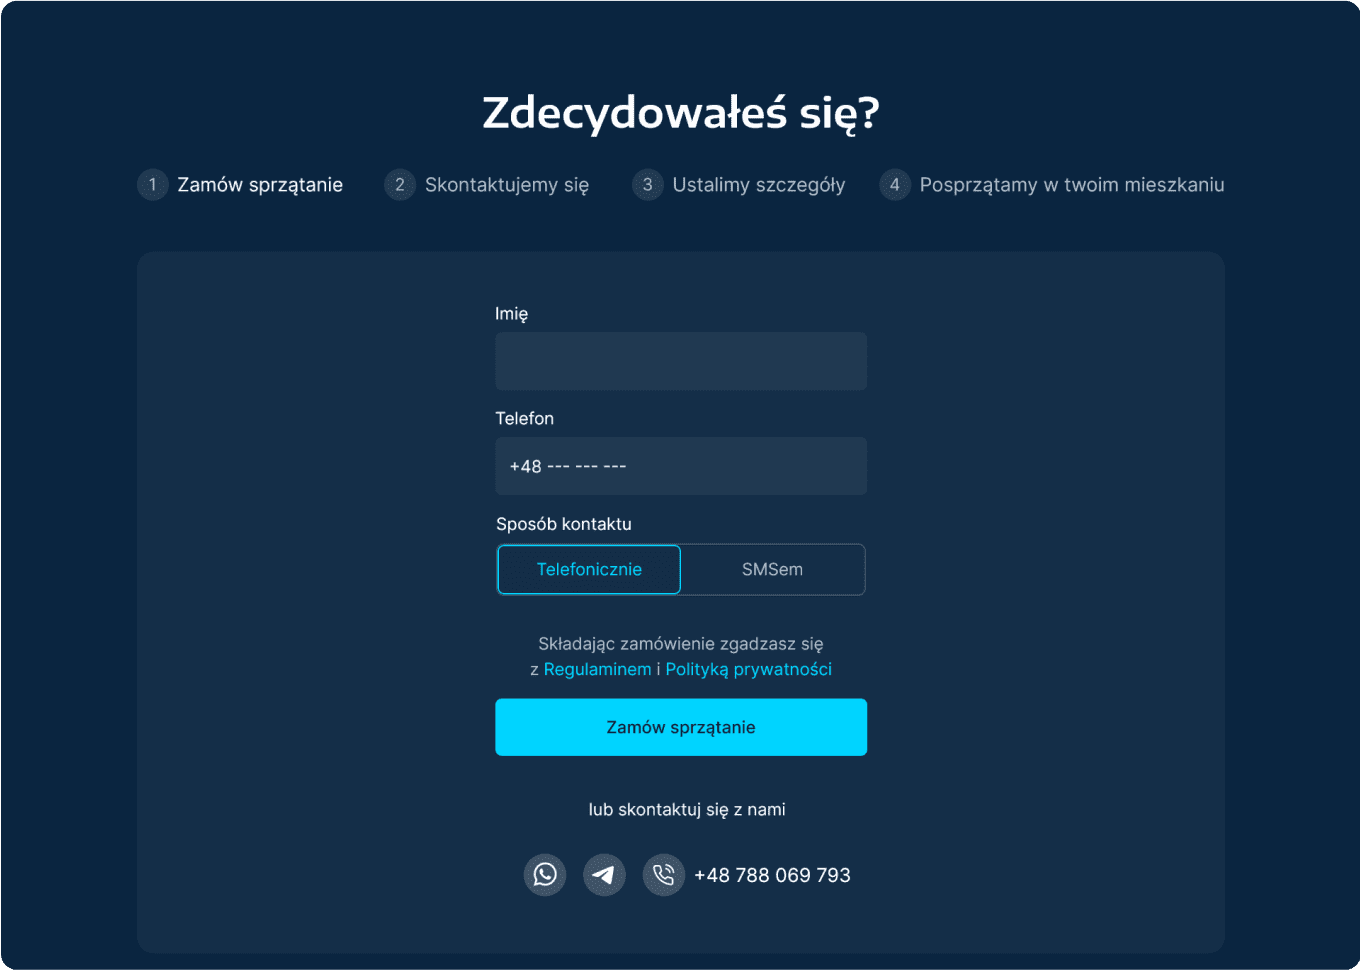 Zdecydowałeś się?
1 Zamów sprzątanie 2 Skontaktujemy się 3 Ustalimy szczegóły 4 Posprzątamy w twoim mieszkaniu
Imię
Telefon
+48 --- --- ---
Sposób kontaktu
Telefonicznie SMSem
Składając zamówienie zgadzasz się
z Regulaminem i Polityką prywatności
Zamów sprzątanie
lub skontaktuj się z nami
+48 788 069 793